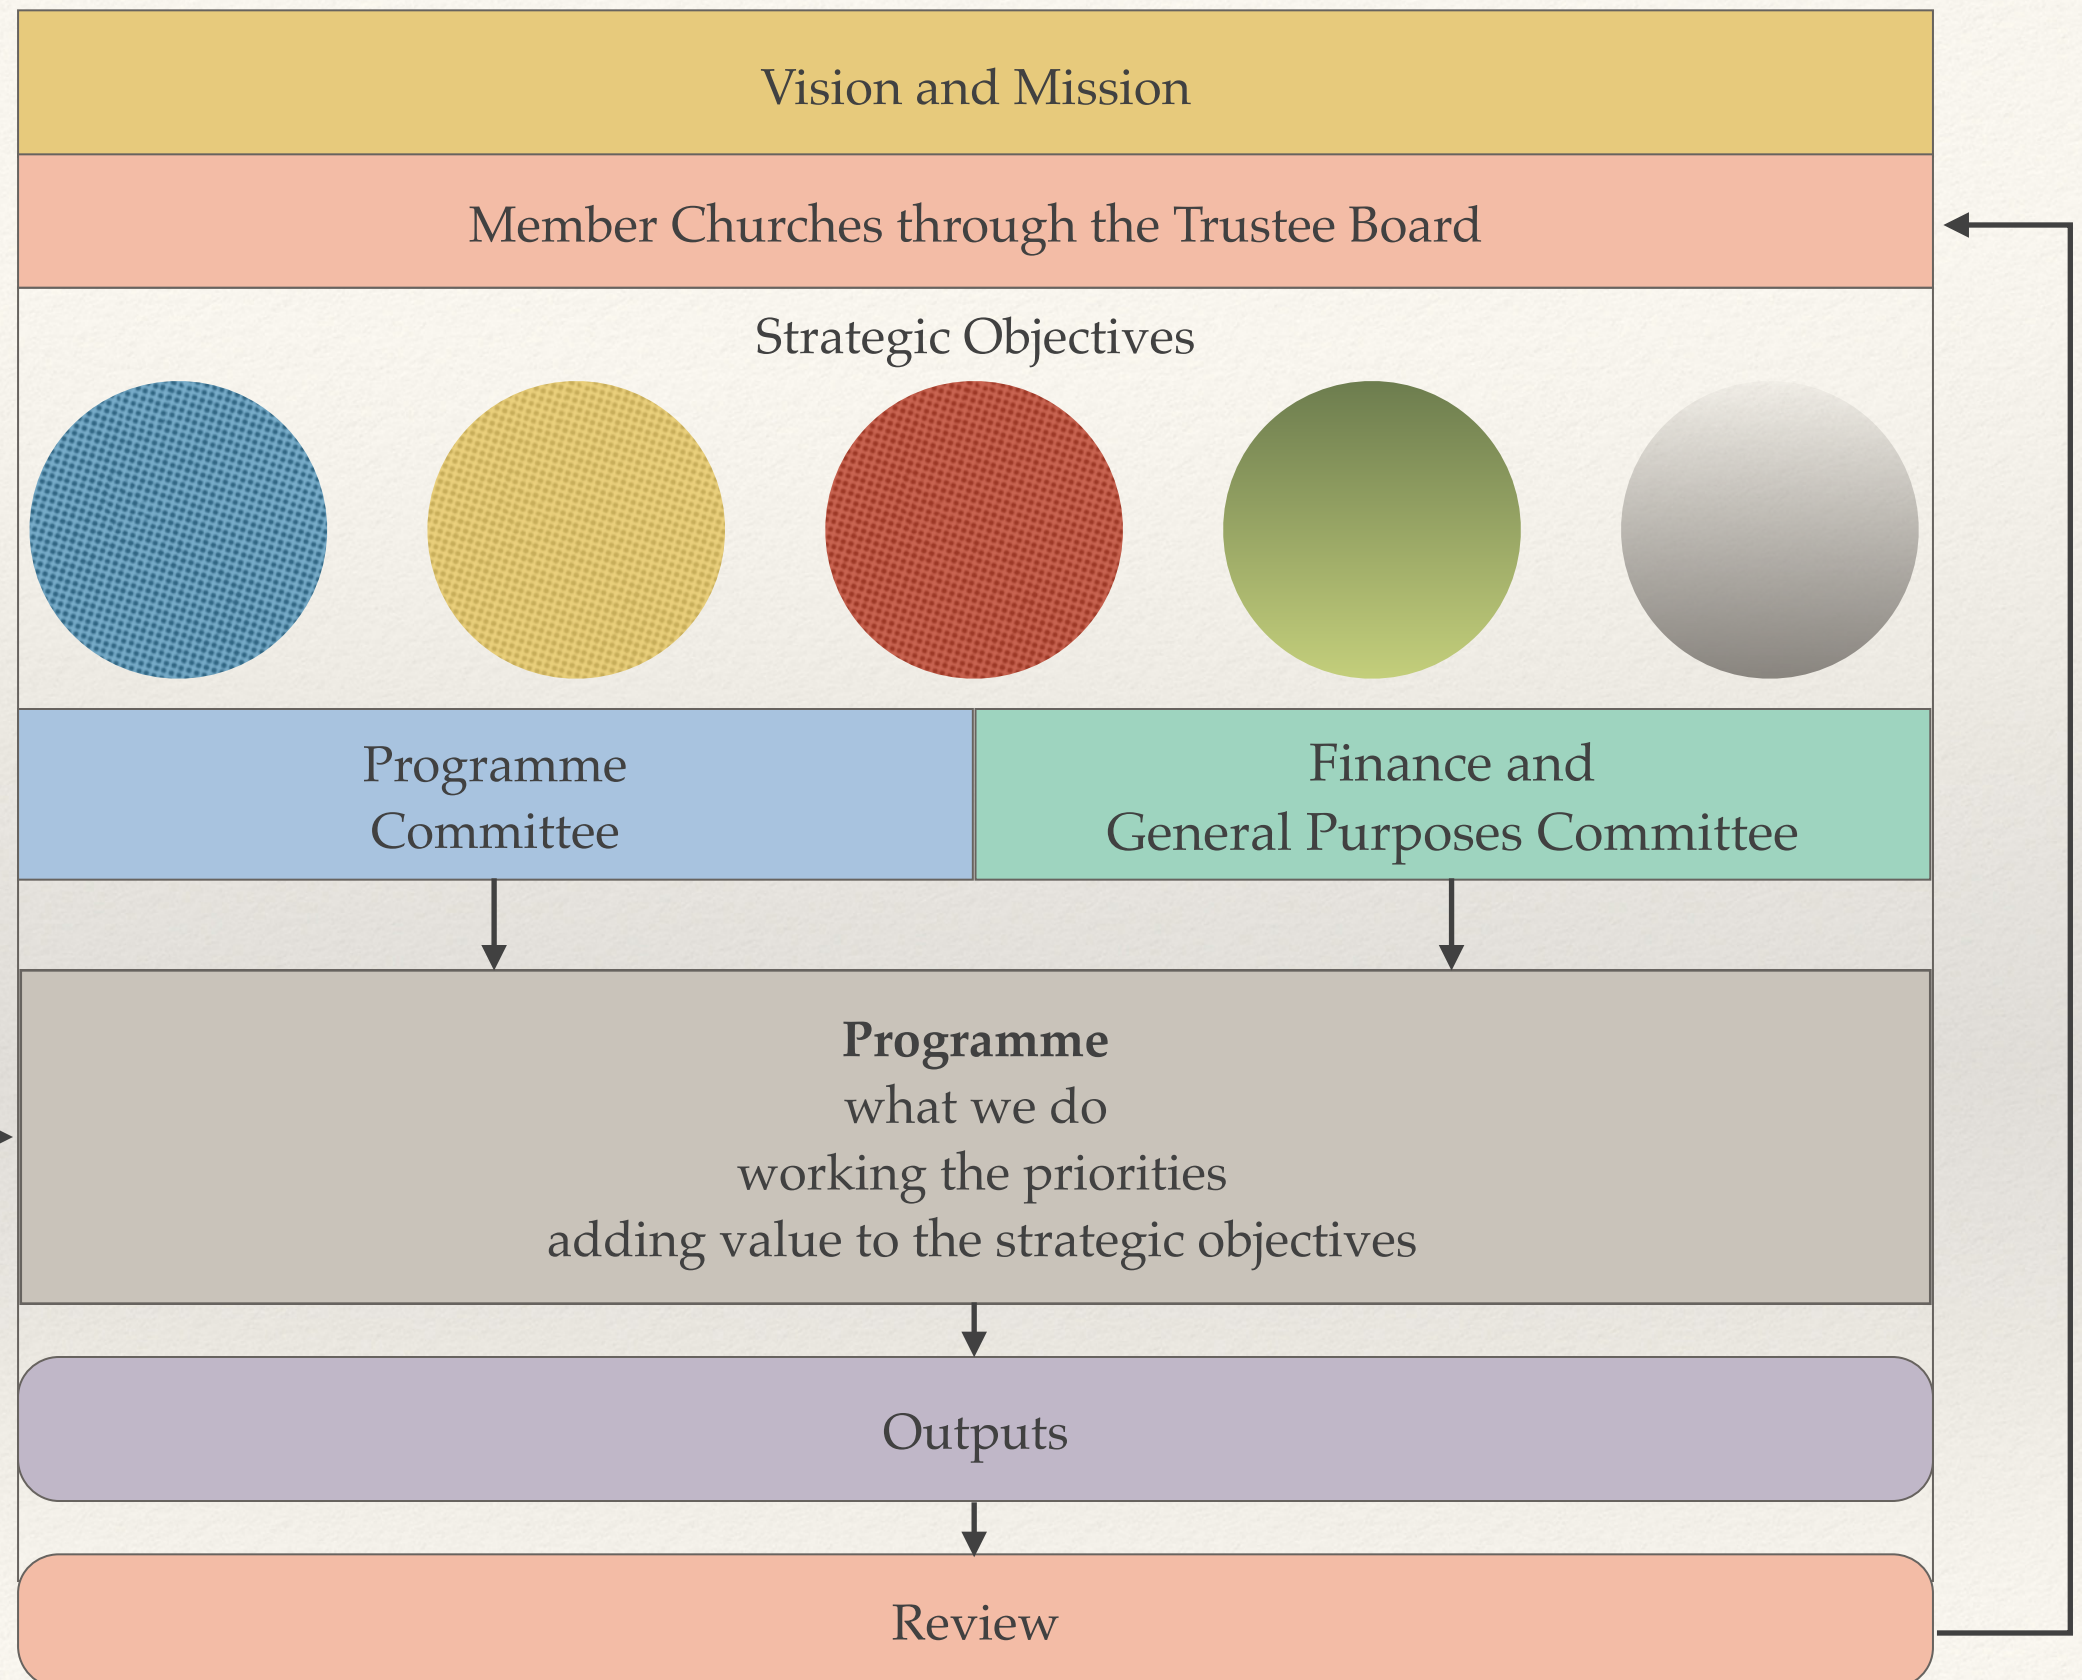 Vision and Mission
Member Churches through the Trustee Board
Strategic Objectives
Programme
Committee
Finance and
General Purposes Committee
Programme
what we do
working the priorities
adding value to the strategic objectives
Outputs
Review